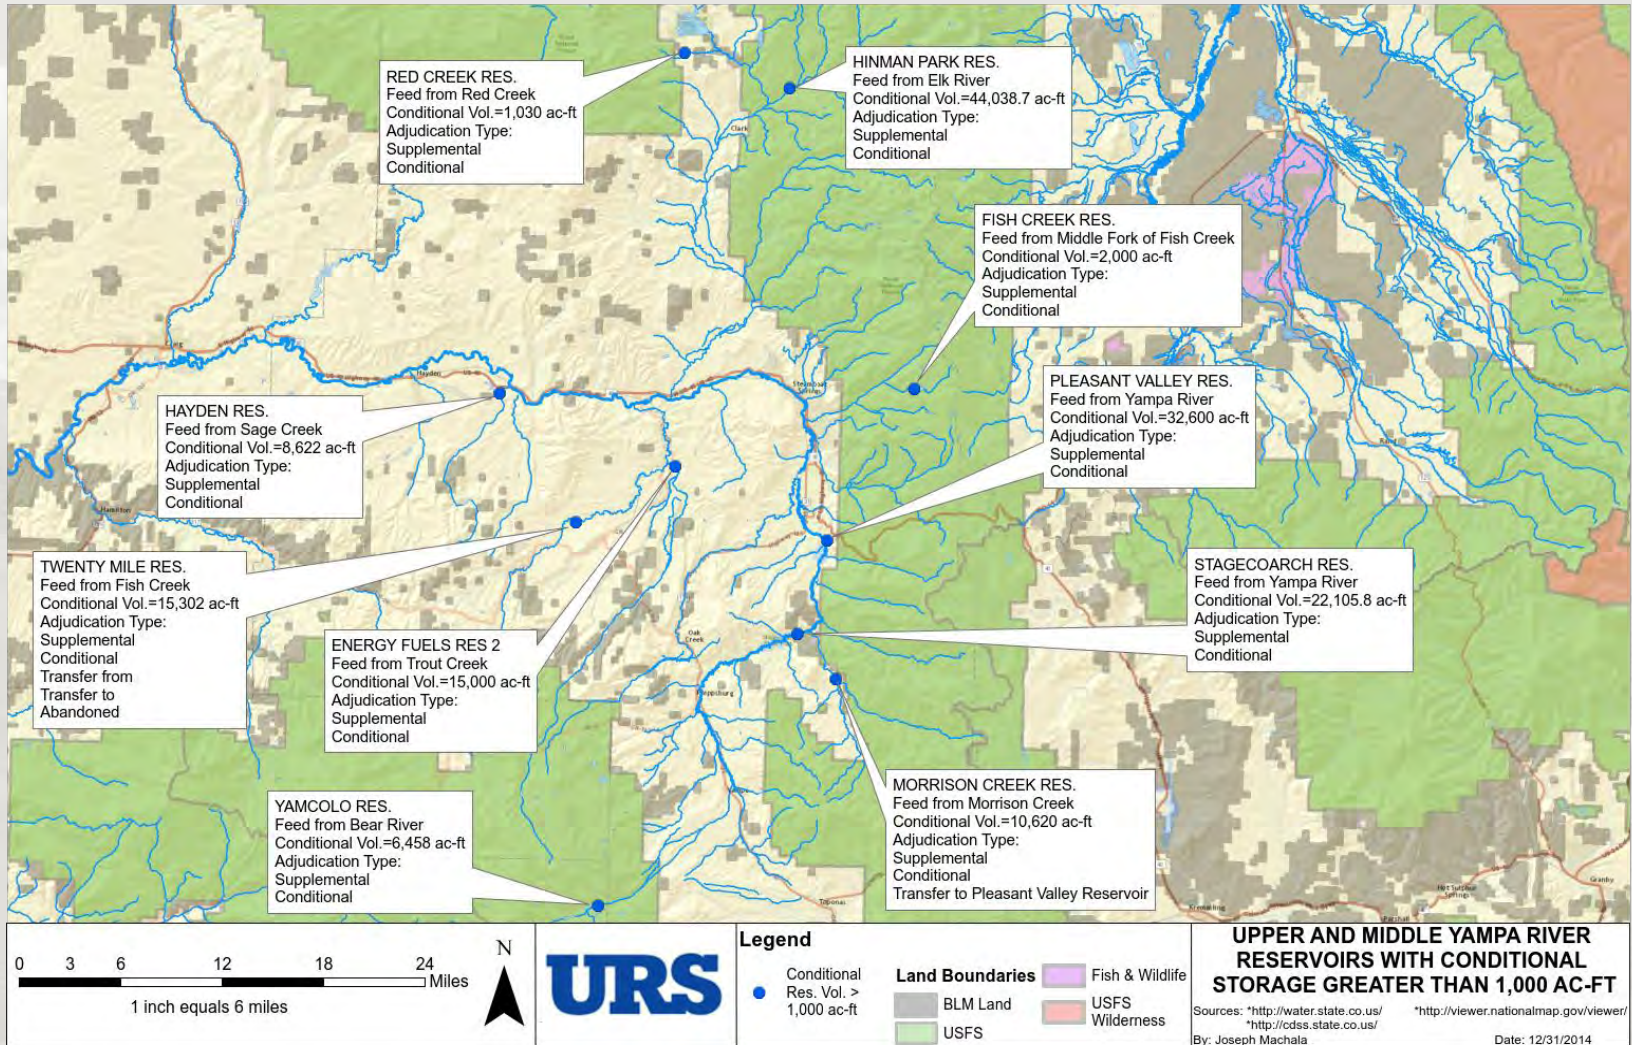 RED CREEK RES.
Feed from Red Creek
Conditional Vol.=1,030 ac-ft
Adjudication Type:
Supplemental
Conditional
HINMAN PARK RES.
Feed from Elk River
Conditional Vol.=44,038.7 ac-ft
Adjudication Type:
Supplemental
Conditional
Clark
FISH CREEK RES.
Feed from Middle Fork of Fish Creek
Conditional Vol.=2,000 ac-ft
Adjudication Type:
Supplemental
Conditional
Craig
Hayden
Steamboat
Springs
HAYDEN RES.
Feed from Sage Creek
Conditional Vol.=8,622 ac-ft
Adjudication Type:
Supplemental
Conditional
PLEASANT VALLEY RES.
Feed from Yampa River
Conditional Vol.=32,600 ac-ft
Adjudication Type:
Supplemental
Conditional
Hamilton
TWENTY MILE RES.
Feed from Fish Creek
Conditional Vol.=15,302 ac-ft
Adjudication Type:
Supplemental
Conditional
Transfer from
Transfer to
Abandoned
STAGECOARCH RES.
Feed from Yampa River
Conditional Vol.=22,105.8 ac-ft
Adjudication Type:
Supplemental
Conditional
ENERGY FUELS RES 2
Feed from Trout Creek
Conditional Vol.=15,000 ac-ft
Adjudication Type:
Supplemental
Conditional
Oak
Creek
Phippsburg
MORRISON CREEK RES.
Feed from Morrison Creek
Conditional Vol.=10,620 ac-ft
Adjudication Type:
Supplemental
Conditional
Transfer to Pleasant Valley Reservoir
YAMCOLO RES.
Feed from Bear River
Conditional Vol.=6,458 ac-ft
Adjudication Type:
Supplemental
Conditional
Toponas
Kremmling
Parshall
Hot Sulphur
Springs
Granby
0 3 6 12 18 24
Miles
1 inch equals 6 miles
N
URS
Legend
Conditional
Res. Vol. >
1,000 ac-ft
Land Boundaries
BLM Land
USFS
Fish & Wildlife
USFS
Wilderness
UPPER AND MIDDLE YAMPA RIVER
RESERVOIRS WITH CONDITIONAL
STORAGE GREATER THAN 1,000 AC-FT
Sources: *http://water.state.co.us/ *http://viewer.nationalmap.gov/viewer/
*http://cdss.state.co.us/
By: Joseph Machala Date: 12/31/2014